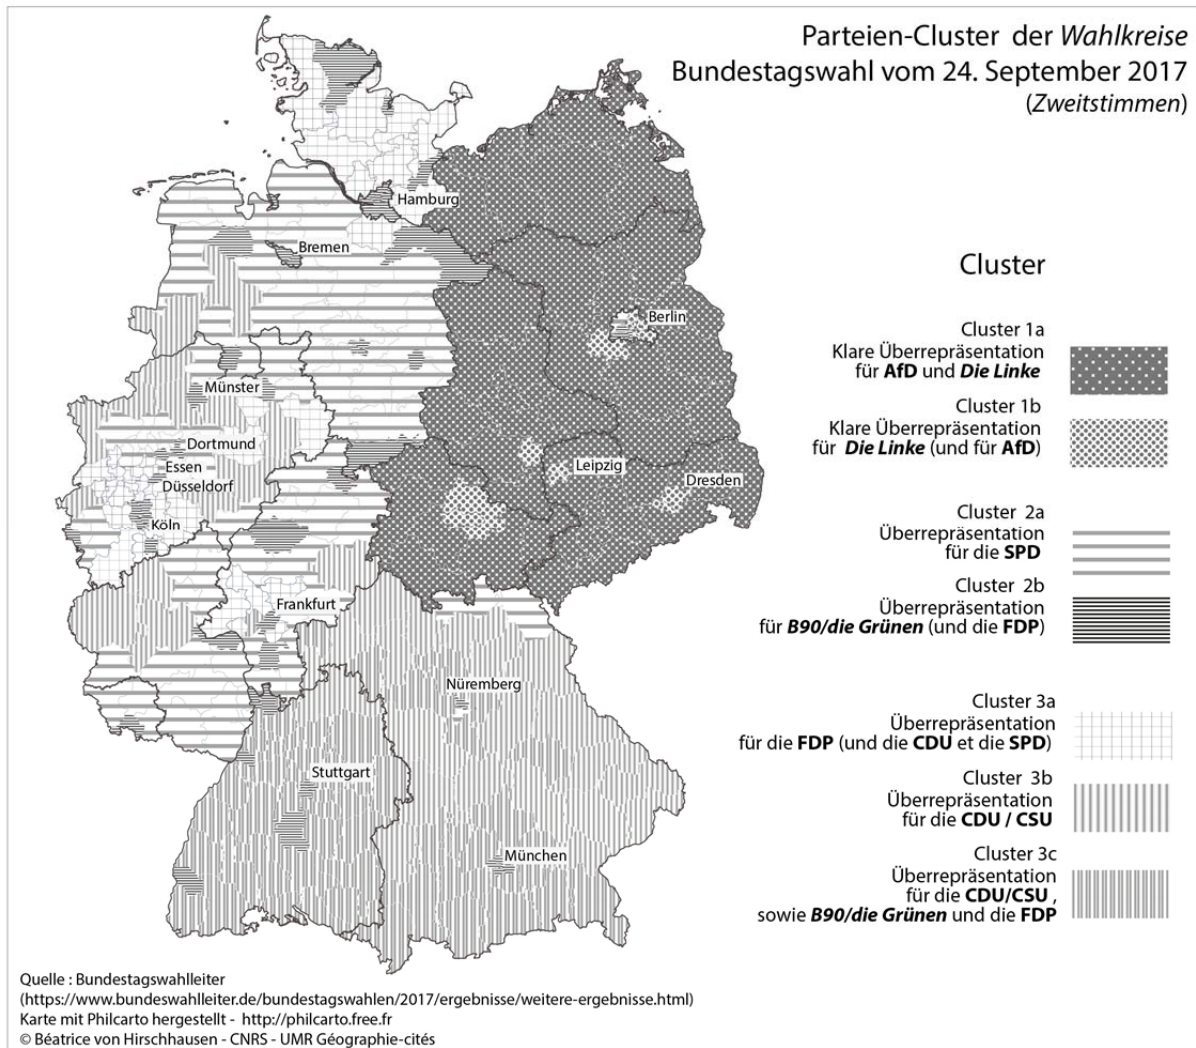 Parteien-Cluster der Wahlkreise
Bundestagswahl vom 24. September 2017
(Zweitstimmen)
Hamburg
Bremen
Berlin
Münster
Dortmund
Essen
Düsseldorf
Köln
Leipzig
Dresden
Frankfurt
Nüremberg
Stuttgart
München
Cluster
Cluster 1a
Klare Überrepräsentation
für AfD und Die Linke
Cluster 1b
Klare Überrepräsentation
für Die Linke (und für AfD)
Cluster 2a
Überrepräsentation
für die SPD
Cluster 2b
Überrepräsentation
für B90/die Grünen (und die FDP)
Cluster 3a
Überrepräsentation
für die FDP (und die CDU et die SPD)
Cluster 3b
Überrepräsentation
für die CDU / CSU
Cluster 3c
Überrepräsentation
für die CDU/CSU ,
sowie B90/die Grünen und die FDP
Quelle : Bundestagswahlleiter
(https://www.bundeswahlleiter.de/bundestagswahlen/2017/ergebnisse/weitere-ergebnisse.html)
Karte mit Philcarto hergestellt - http://philcarto.free.fr
© Béatrice von Hirschhausen - CNRS - UMR Géographie-cités